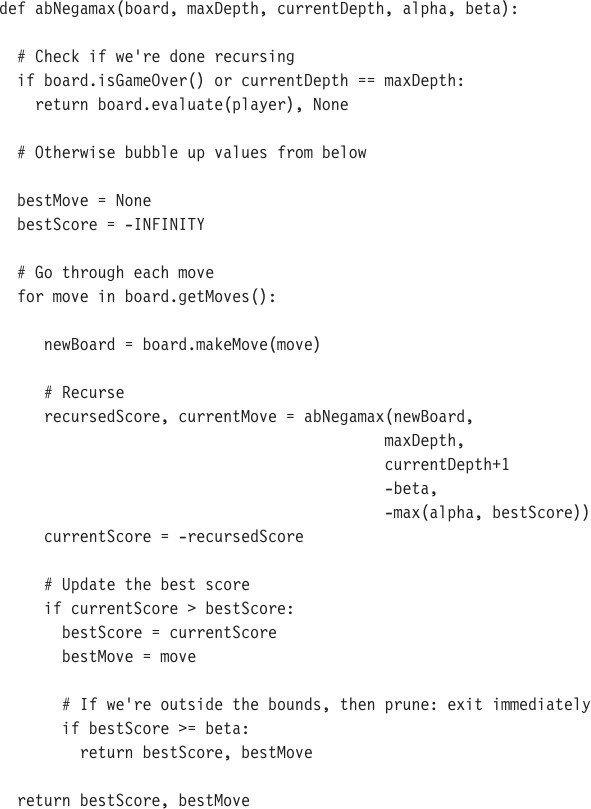 def abNegamax(board, maxDepth, currentDepth, alpha, beta):
# Check if we're done recursing
if board.isGameOver() or currentDepth == maxDepth:
return board.evaluate(player), None
# Otherwise bubble up values from below
bestMove = None
bestScore = -INFINITY
# Go through each move
for move in board.getMoves():
newBoard = board.makeMove(move)
# Recurse
recursedScore, currentMove = abNegamax(newBoard,
maxDepth,
currentDepth+1
-beta,
-max(alpha, bestScore))
currentScore = -recursedScore
# Update the best score
if currentScore > bestScore:
bestScore = currentScore
bestMove = move
# If we're outside the bounds, then prune: exit immediately
if bestScore >= beta:
return bestScore, bestMove
return bestScore, bestMove